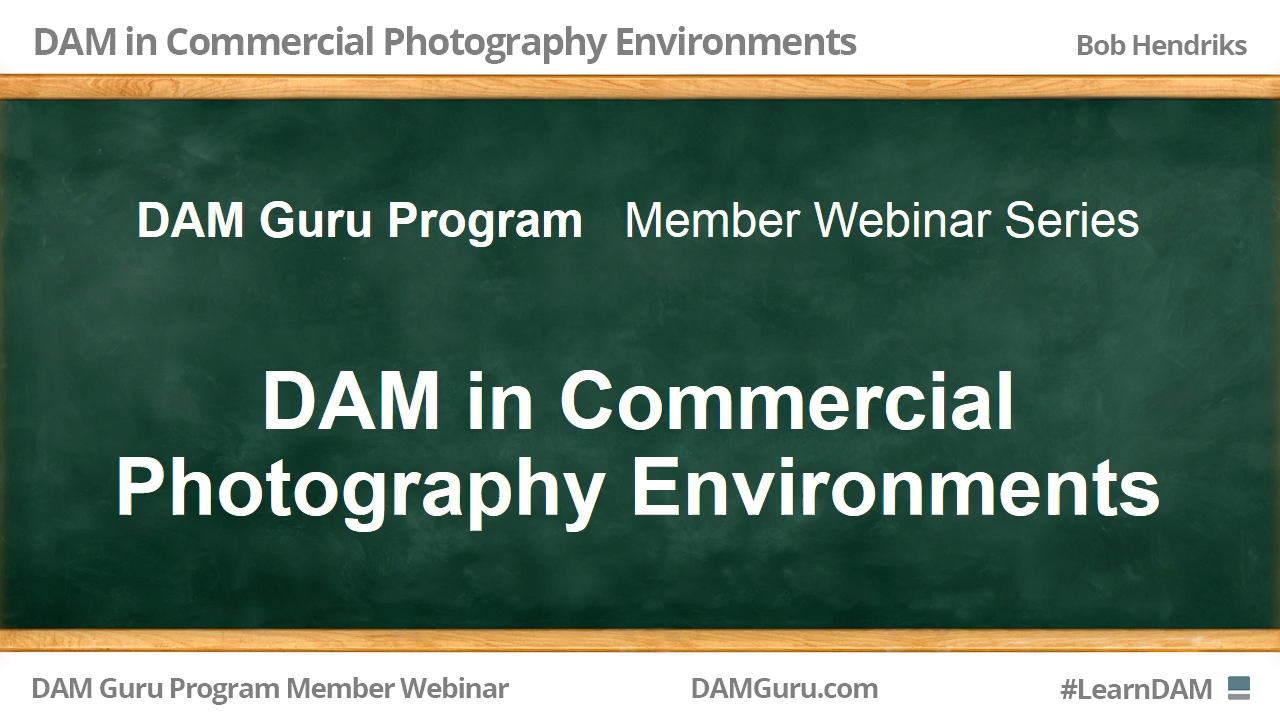 DAM in Commercial Photography Environments
Bob Hendriks
DAM Guru Program Member Webinar Series
DAM in Commercial
Photography Environments
DAM Guru Program Member Webinar
DAMGuru.com
#LearnDAM